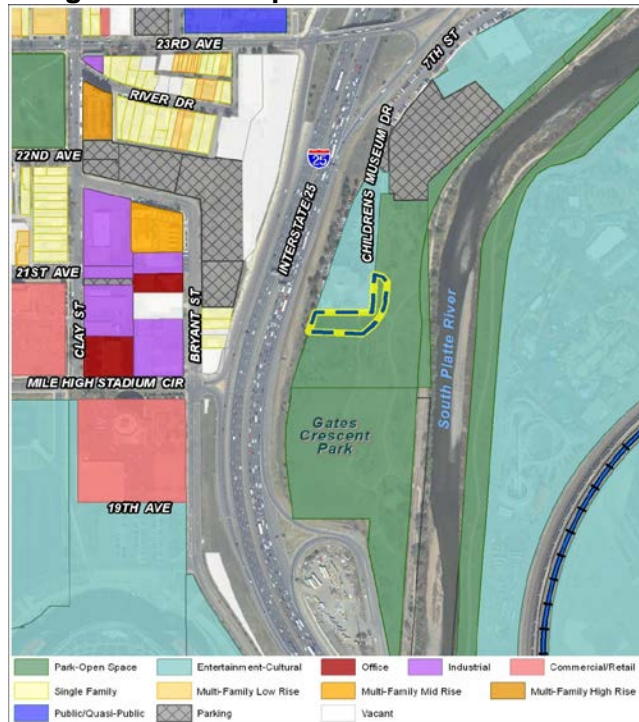 23RD AVE
7TH ST
RIVER DR
22ND AVE
25
CHILDRENS MUSEUM DR
INTERSTATE 25
21ST AVE
CLAY ST
BRYANT ST
MILE HIGH STADIUM CIR
South Platte River
Gates
Crescent
Park
19TH AVE
Park-Open Space Entertainment-Cultural Office Industrial Commercial/Retail
Single Family Multi-Family Low Rise Multi-Family Mid Rise Multi-Family High Rise
Public/Quasi-Public Parking Vacant